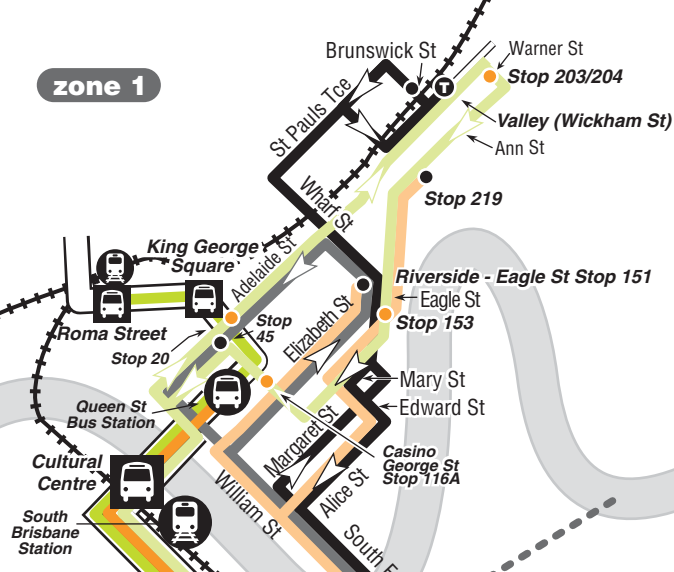 Brunswick St
Warner St
zone 1
Stop 203/204
T
St Pauls Tce
Valley (Wickham St)
Ann St
Wharf St
Stop 219
King George
Square
Adelaide St
Riverside - Eagle St Stop 151
Eagle St
Roma Street
Stop
45
Stop 153
Stop 20
Elizabeth St
Mary St
Queen St
Bus Station
Edward St
Margaret St
Casino
George St
Stop 116A
Cultural
Centre
William St
Alice St
South
Brisbane
Station
South